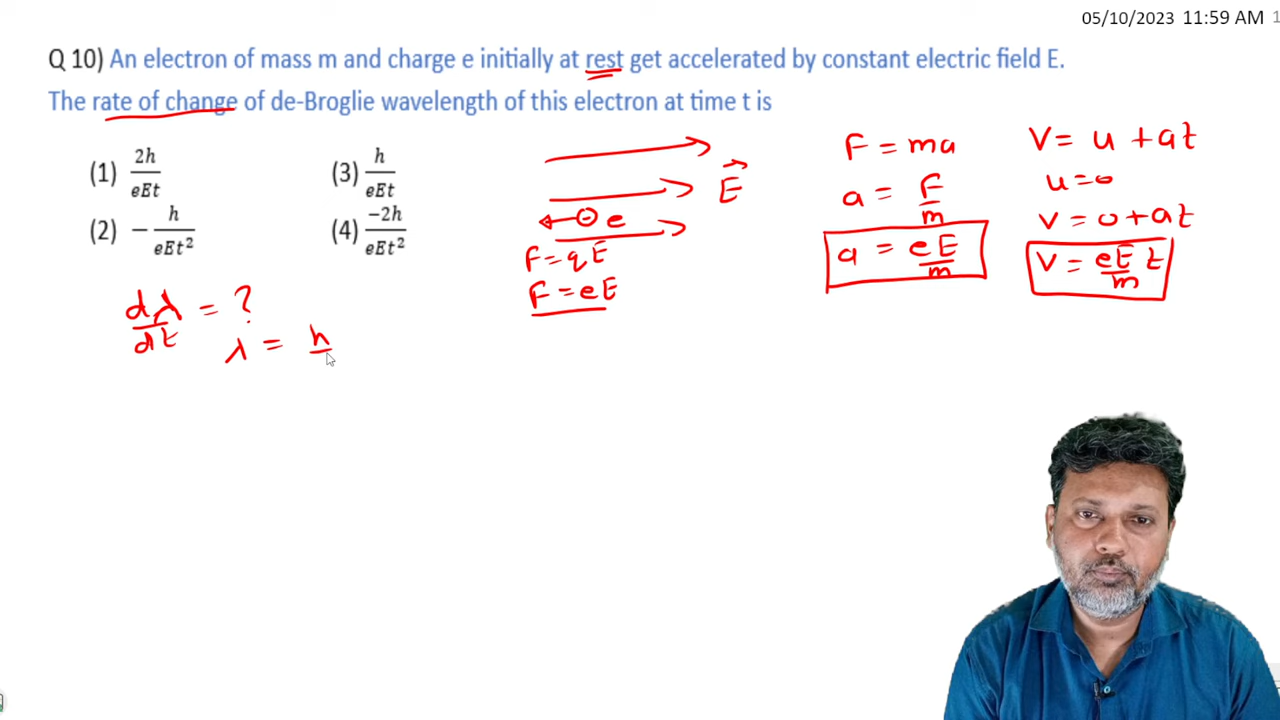 05/10/2023 11:59 AM 1
Q 10) An electron of mass m and charge e initially at rest get accelerated by constant electric field E.
The rate of change of de-Broglie wavelength of this electron at time t is
(1) 2h/eEt
(3) h/eEt
(2) − h/eEt²
(4) −2h/eEt²
E⃗
e
F = qE
F = eE
F = ma
a = F/m
a = eE/m
V = u + at
u = 0
V = 0 + at
V = eE/m t
dλ/dt = ?
λ = h